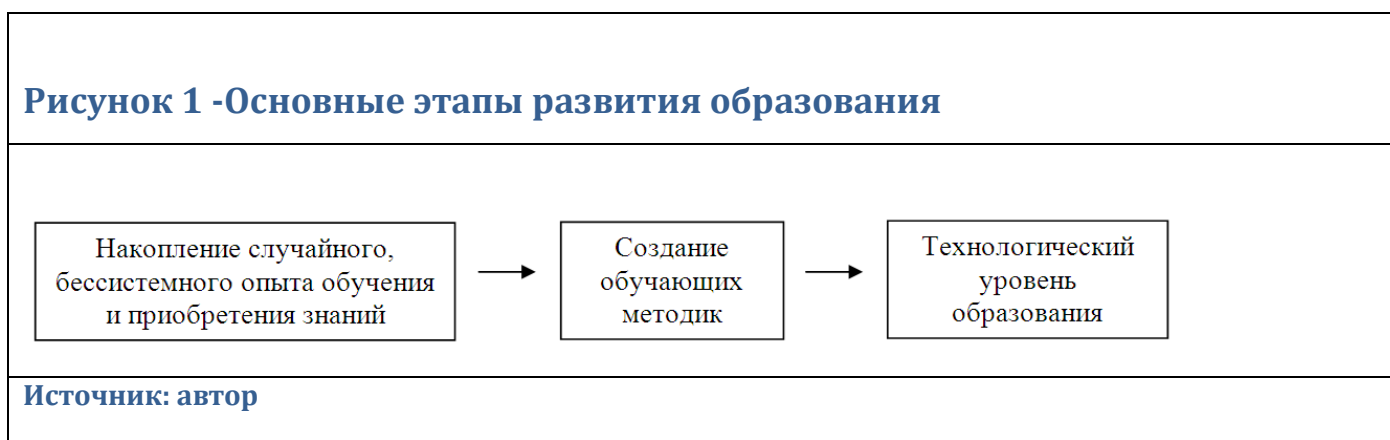 Рисунок 1 -Основные этапы развития образования
Накопление случайного,
бессистемного опыта обучения
и приобретения знаний
Создание
обучающих
методик
Технологический
уровень
образования
Источник: автор